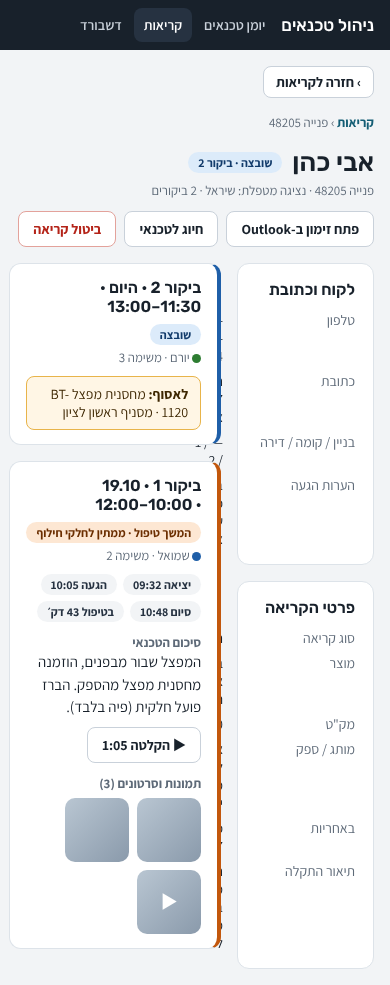 ניהול טכנאים
יומן טכנאים
קריאות
דשבורד
‹ חזרה לקריאות
קריאות › פנייה 48205
אבי כהן
שובצה · ביקור 2
פנייה 48205 · נציגה מטפלת: שיראל · 2 ביקורים
פתח זימון ב-Outlook
חיוג לטכנאי
ביטול קריאה
לקוח וכתובת
טלפון
כתובת
בניין / קומה / דירה
הערות הגעה
פרטי הקריאה
סוג קריאה
מוצר
מק"ט
מותג / ספק
באחריות
תיאור התקלה
ביקור 2 • היום •
11:30–13:00
שובצה
יורם · משימה 3
לאסוף: מחסנית מפצל BT-
1120 · מסניף ראשון לציון
ביקור 1 • 19.10
• 10:00–12:00
המשך טיפול · ממתין לחלקי חילוף
שמואל · משימה 2
יציאה 09:32
הגעה 10:05
סיום 10:48
בטיפול 43 דק׳
סיכום הטכנאי
המפצל שבור מבפנים, הוזמנה
מחסנית מפצל מהספק. הברז
פועל חלקית (פיה בלבד).
▶ הקלטה 1:05
תמונות וסרטונים (3)